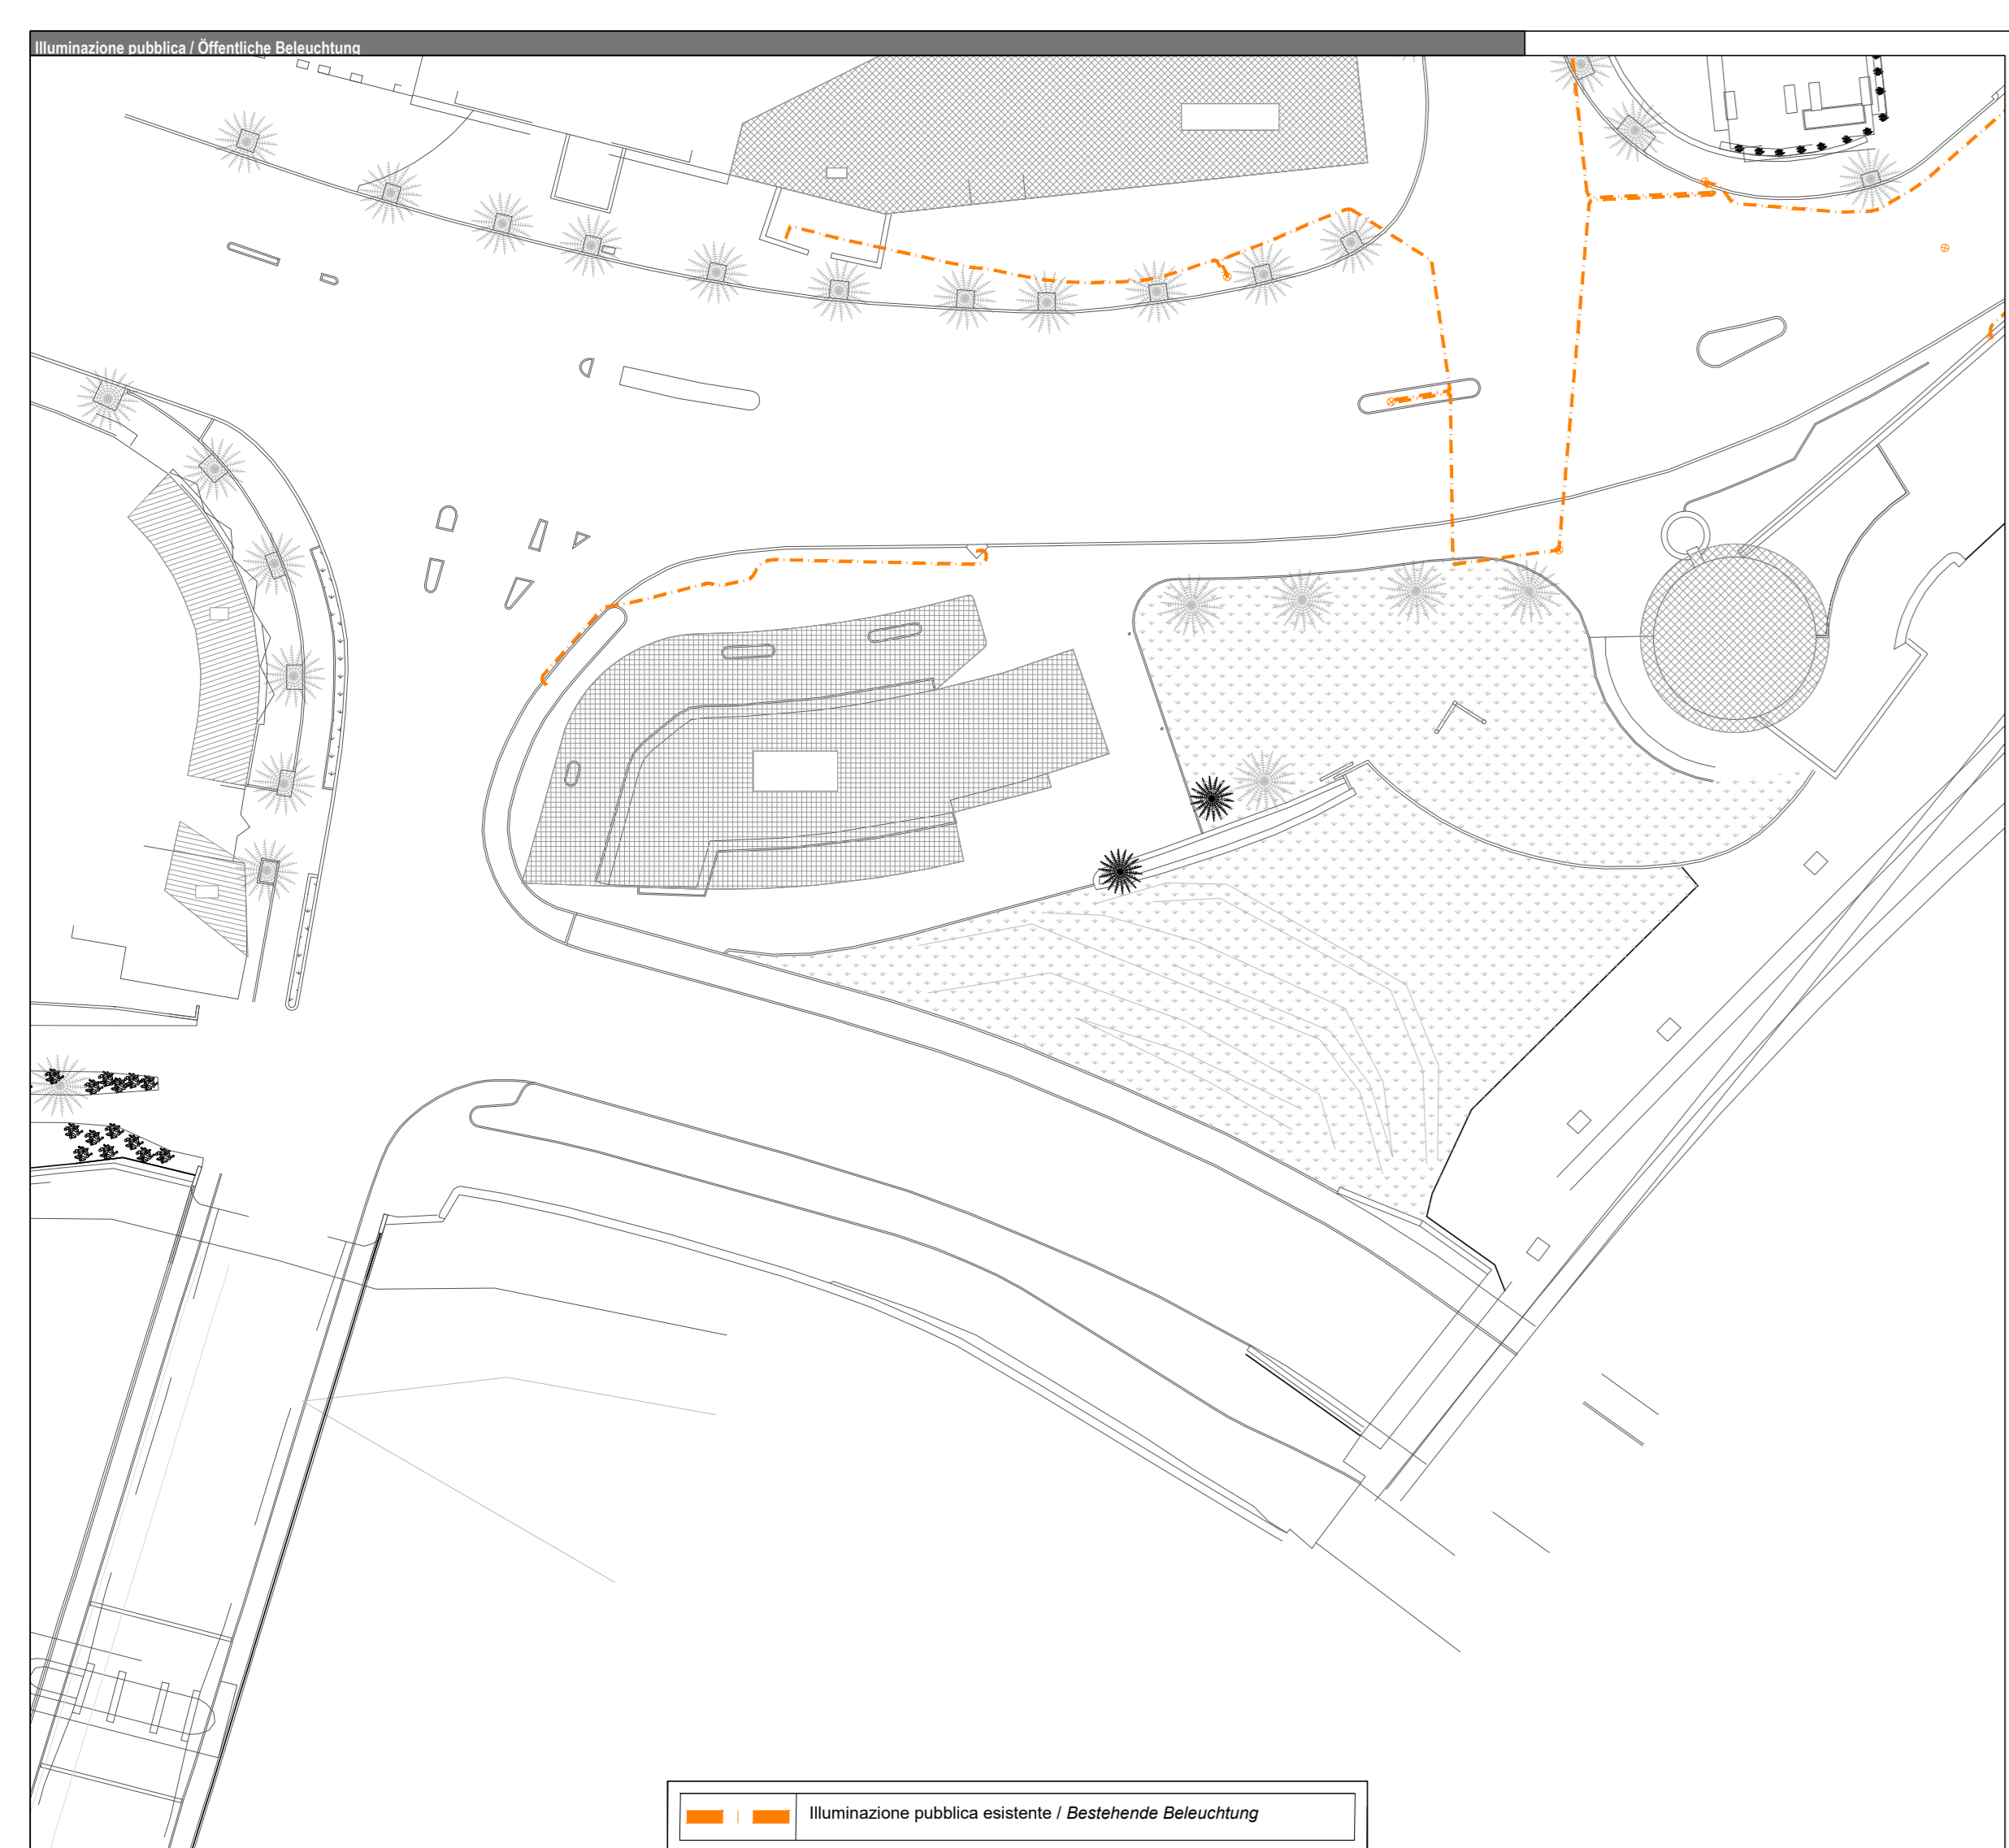 Illuminazione pubblica / Öffentliche Beleuchtung
Illuminazione pubblica esistente / Bestehende Beleuchtung